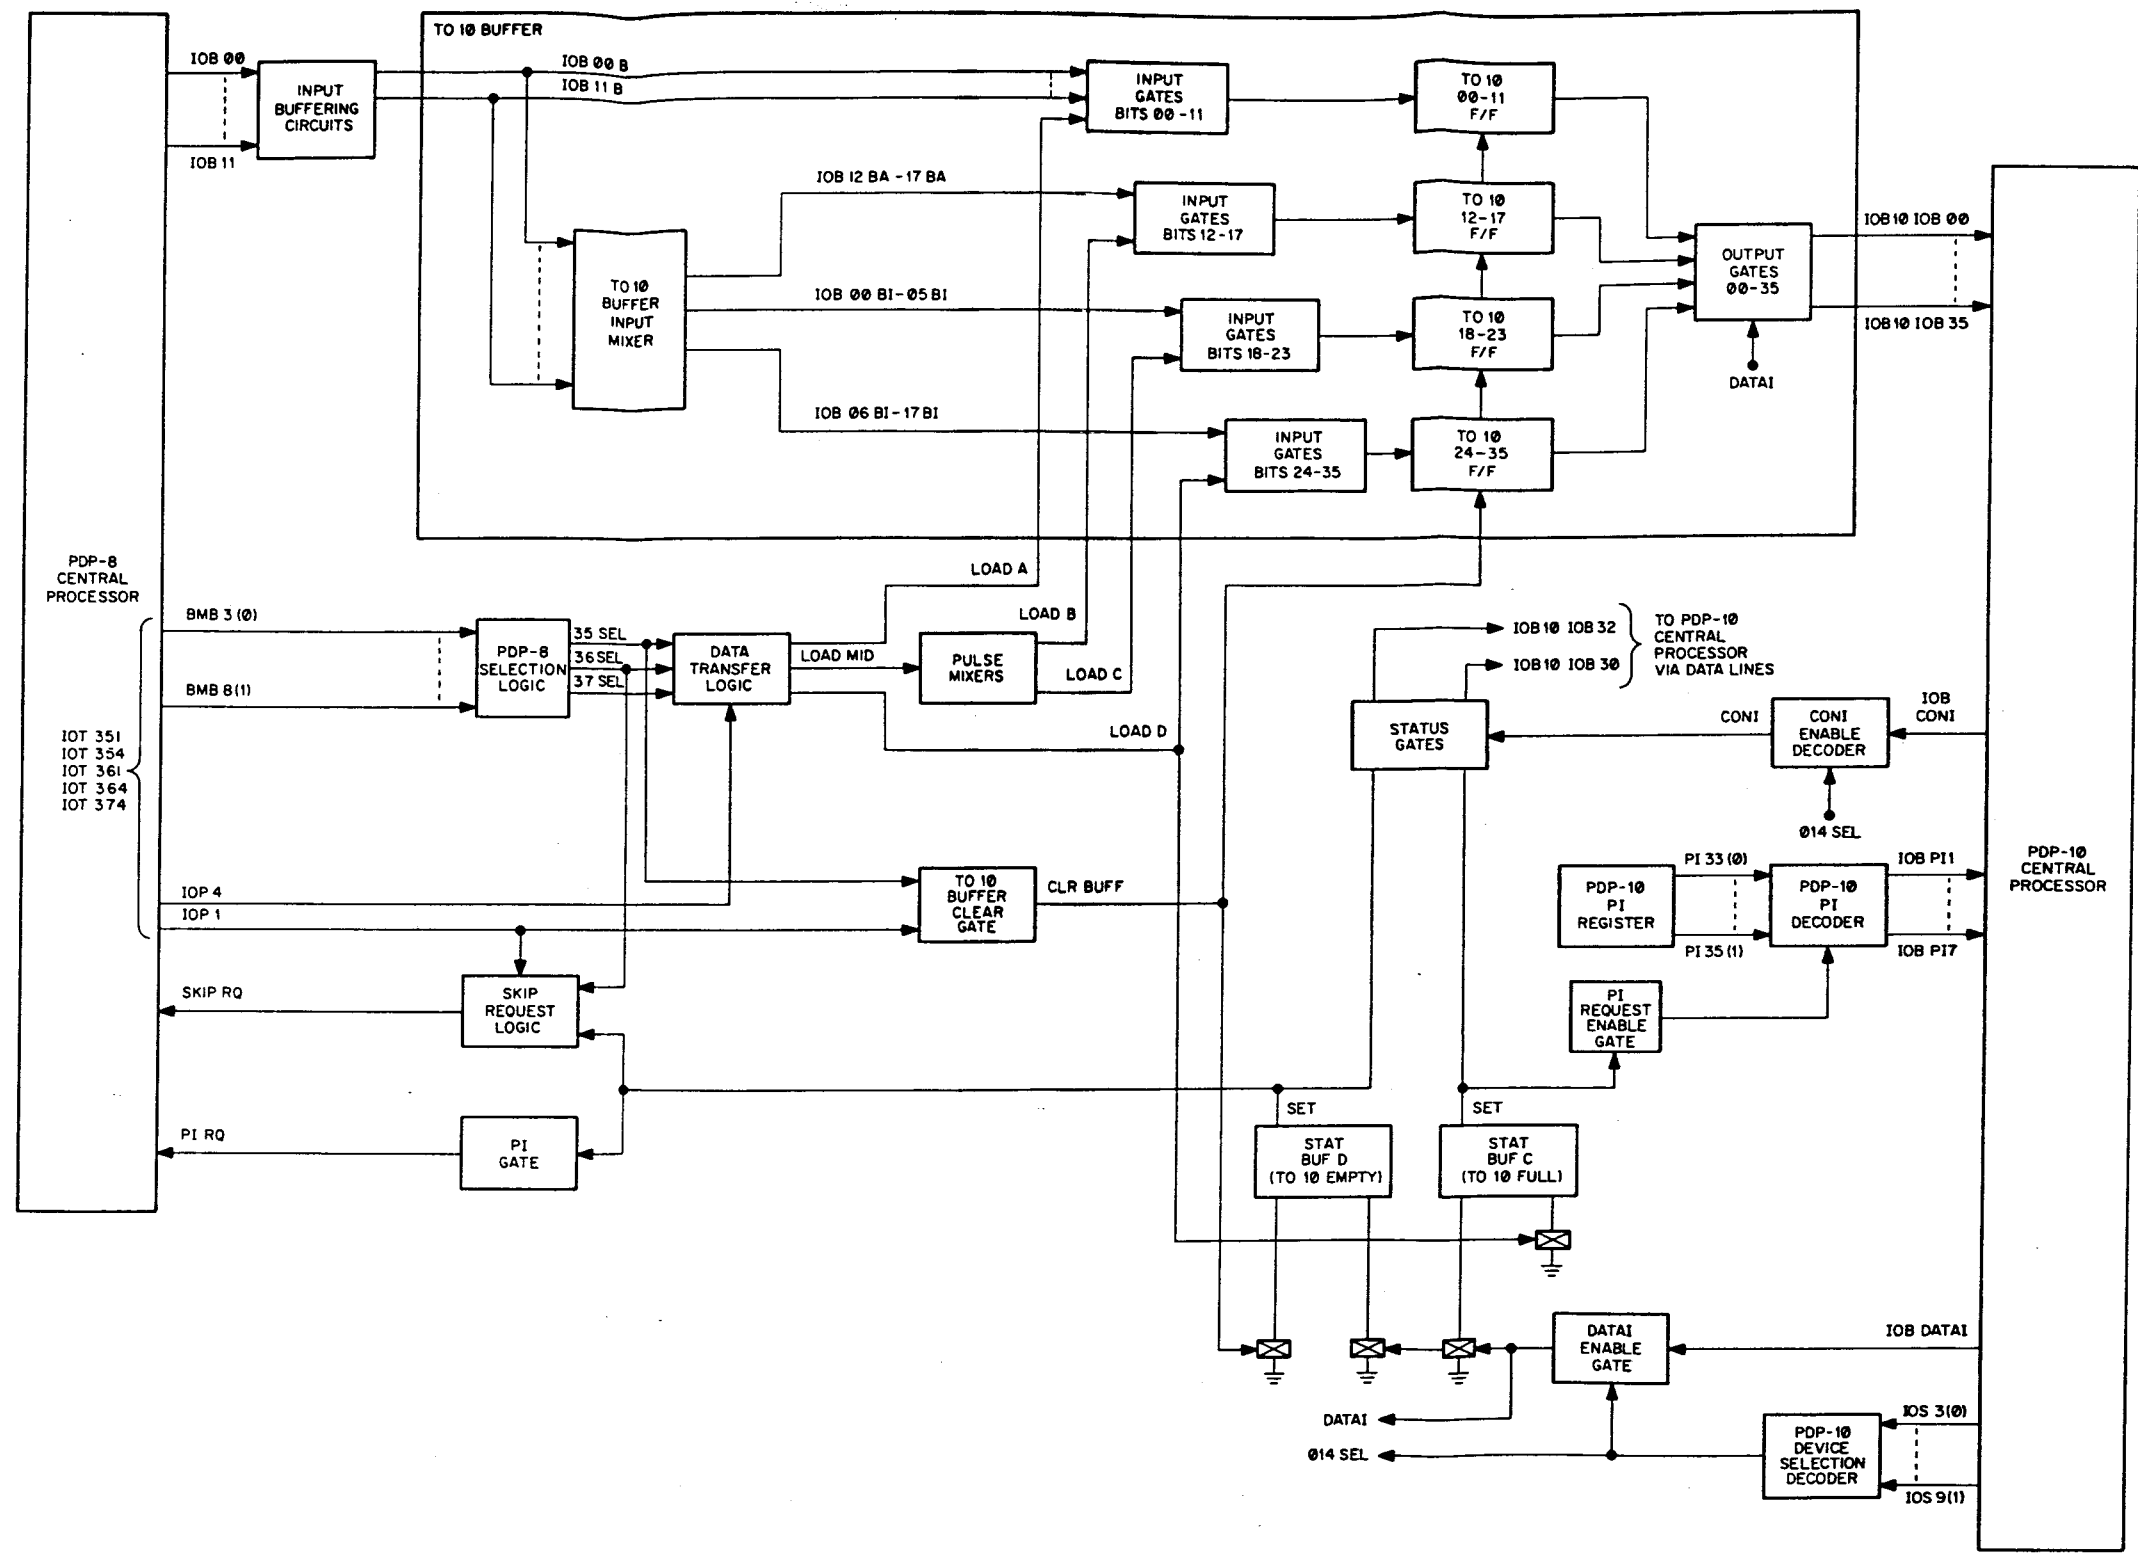 TO 10 BUFFER
IOB 00
IOB 11
INPUT
BUFFERING
CIRCUITS
IOB 00 B
IOB 11 B
INPUT
GATES
BITS 00-11
TO 10
00-11
F/F
IOB 12 BA -17 BA
INPUT
GATES
BITS 12-17
TO 10
12-17
F/F
TO 10
BUFFER
INPUT
MIXER
IOB 00 BI-05 BI
INPUT
GATES
BITS 18-23
TO 10
18-23
F/F
IOB 06 BI-17 BI
INPUT
GATES
BITS 24-35
TO 10
24-35
F/F
OUTPUT
GATES
00-35
DATAI
IOB10 IOB 00
IOB10 IOB 35
PDP-8
CENTRAL
PROCESSOR
BMB 3 (0)
BMB 8(1)
IOT 351
IOT 354
IOT 361
IOT 364
IOT 374
PDP-8
SELECTION
LOGIC
35 SEL
36 SEL
37 SEL
DATA
TRANSFER
LOGIC
LOAD A
LOAD MID
LOAD B
PULSE
MIXERS
LOAD C
LOAD D
IOB10 IOB 32
IOB10 IOB 30
TO PDP-10
CENTRAL
PROCESSOR
VIA DATA LINES
STATUS
GATES
CONI
CONI
ENABLE
DECODER
IOB
CONI
014 SEL
IOP 4
IOP 1
TO 10
BUFFER
CLEAR
GATE
CLR BUFF
PDP-10
PI
REGISTER
PI 33 (0)
PI 35 (1)
PDP-10
PI
DECODER
IOB PI1
IOB PI7
PDP-10
CENTRAL
PROCESSOR
SKIP RQ
SKIP
REQUEST
LOGIC
PI
REQUEST
ENABLE
GATE
PI RQ
PI
GATE
SET
STAT
BUF D
(TO 10 EMPTY)
SET
STAT
BUF C
(TO 10 FULL)
DATAI
ENABLE
GATE
IOB DATAI
DATAI
014 SEL
PDP-10
DEVICE
SELECTION
DECODER
IOS 3(0)
IOS 9(1)